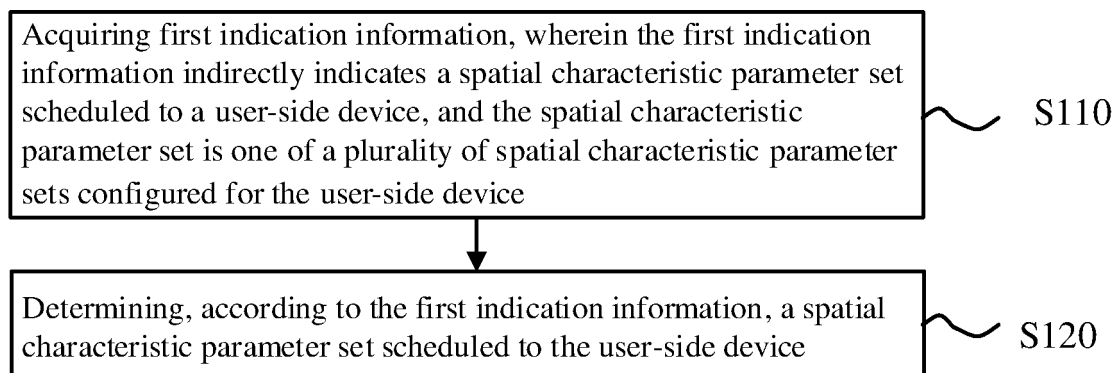 Acquiring first indication information, wherein the first indication
information indirectly indicates a spatial characteristic parameter set
scheduled to a user-side device, and the spatial characteristic
parameter set is one of a plurality of spatial characteristic parameter
sets configured for the user-side device
S110
Determining, according to the first indication information, a spatial
characteristic parameter set scheduled to the user-side device
S120